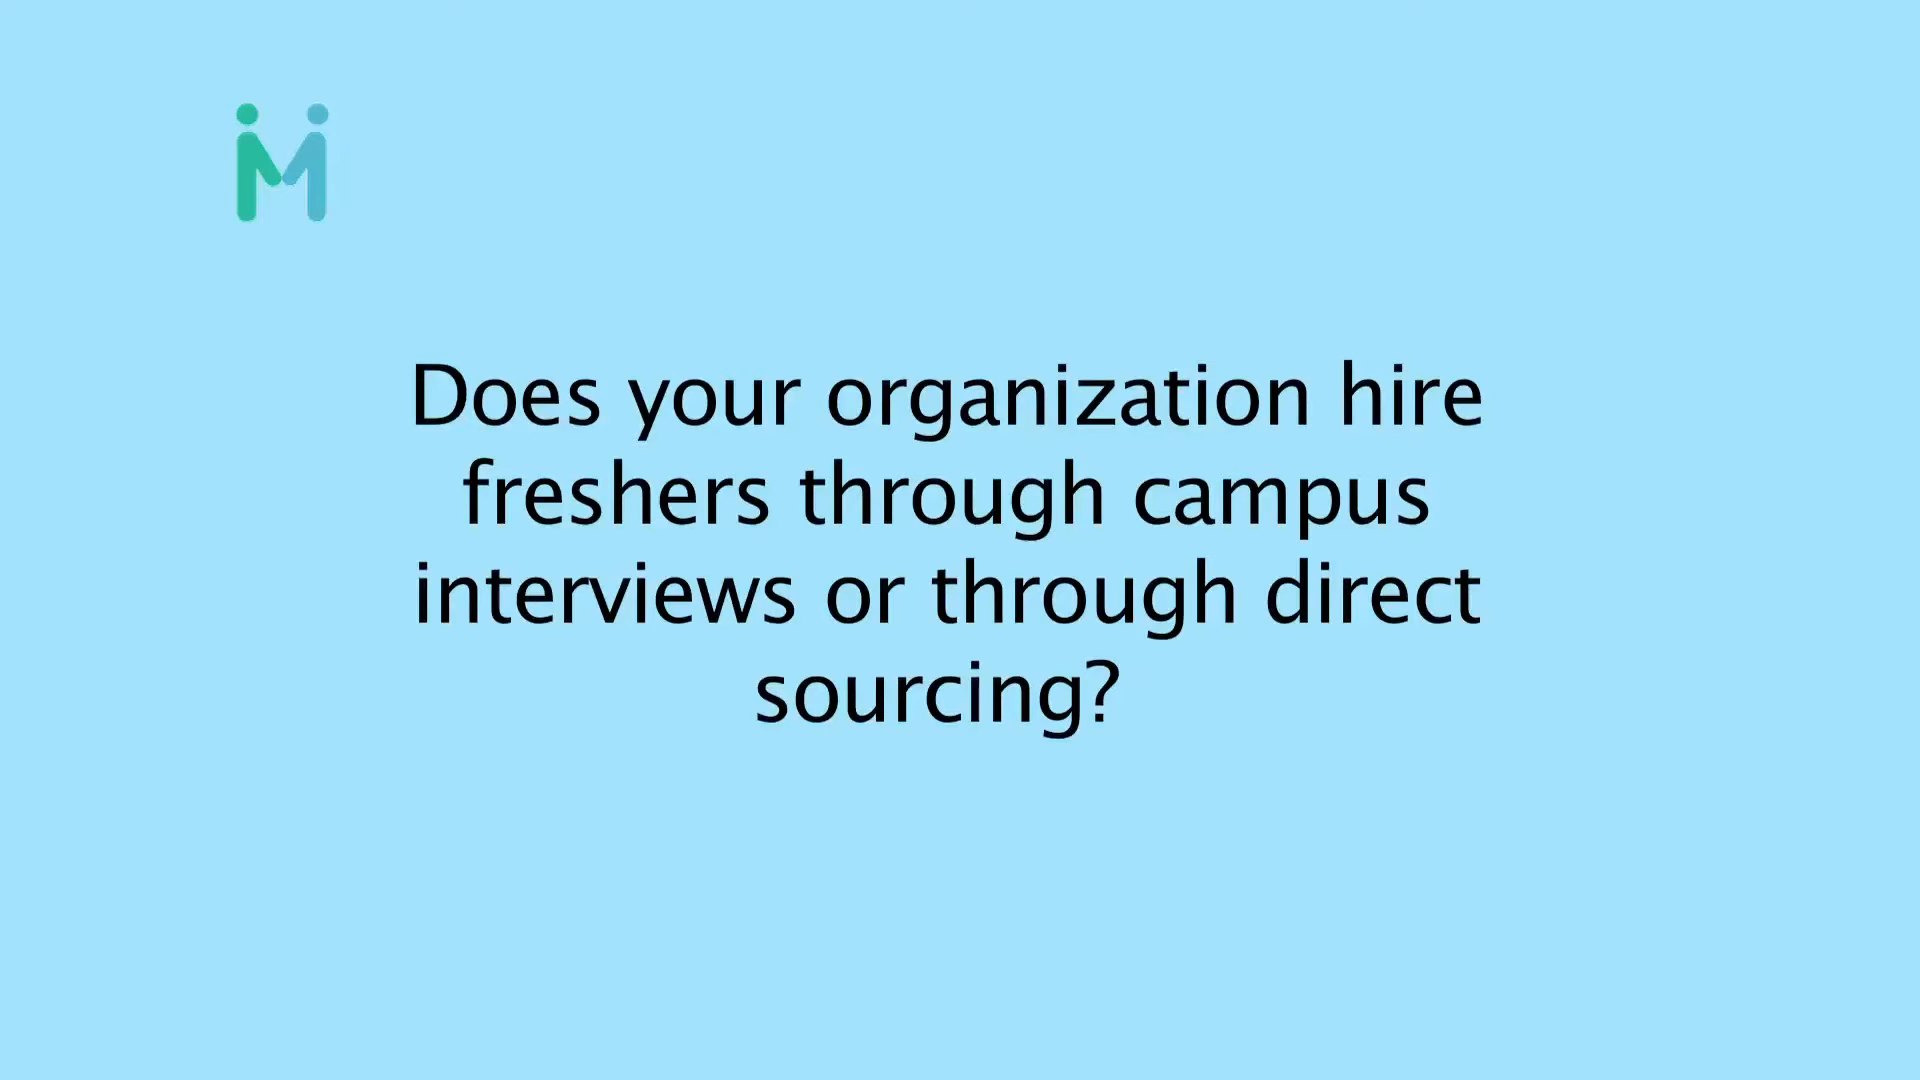 Does your organization hire
freshers through campus
interviews or through direct
sourcing?